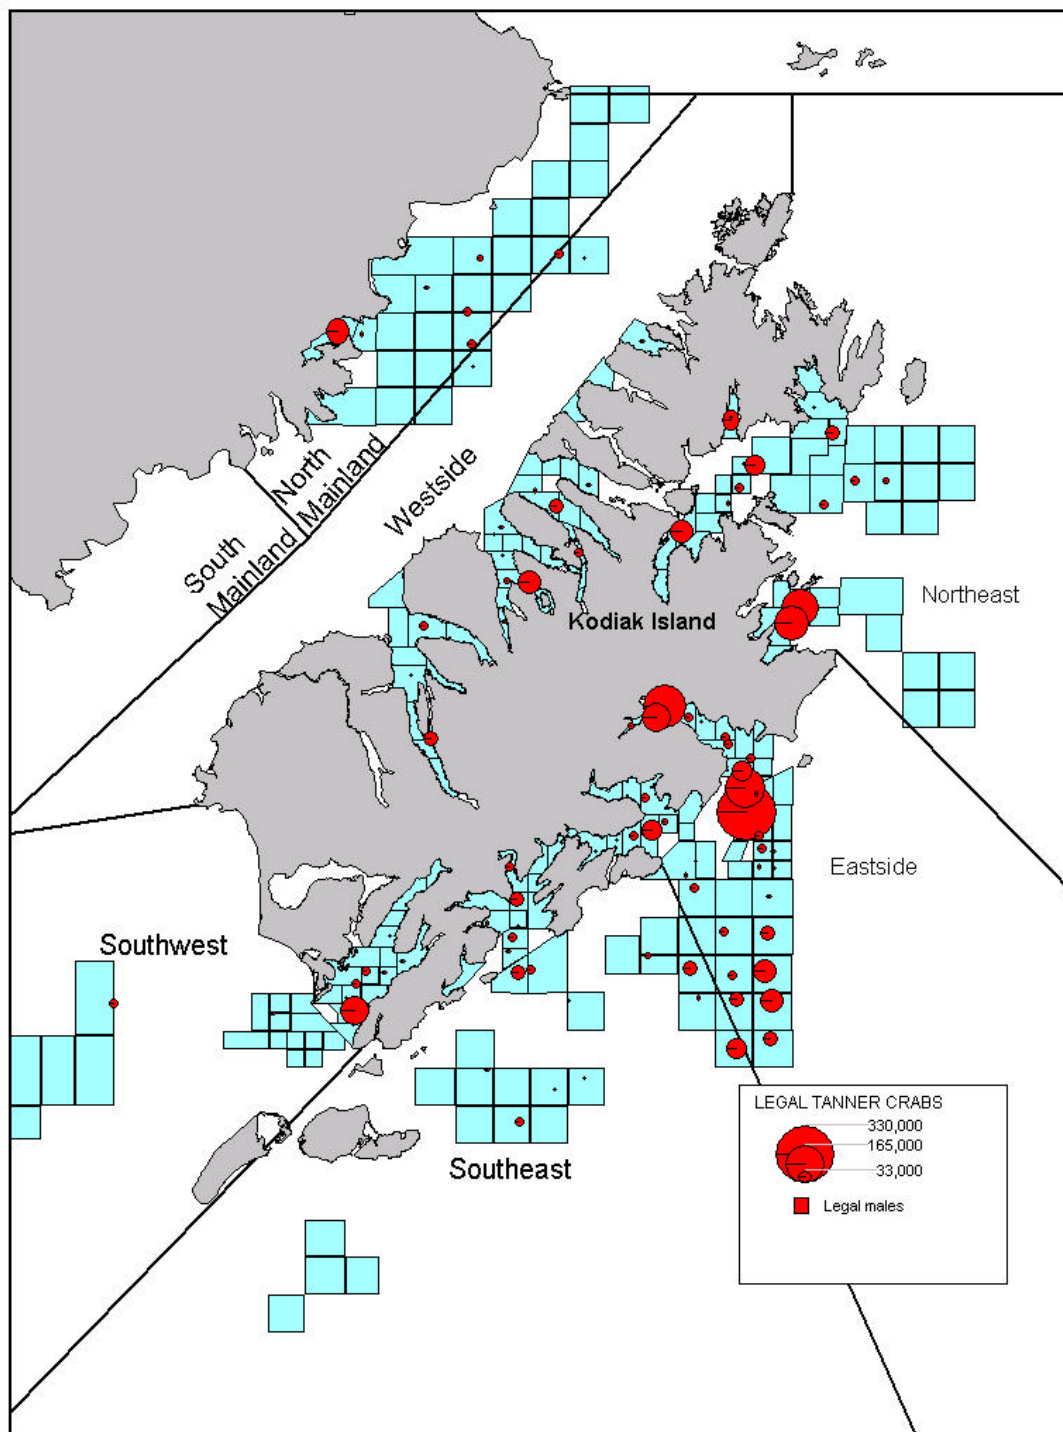 North
Mainland
South
Mainland
Westside
Kodiak Island
Northeast
Eastside
Southwest
Southeast
LEGAL TANNER CRABS
330,000
165,000
33,000
Legal males